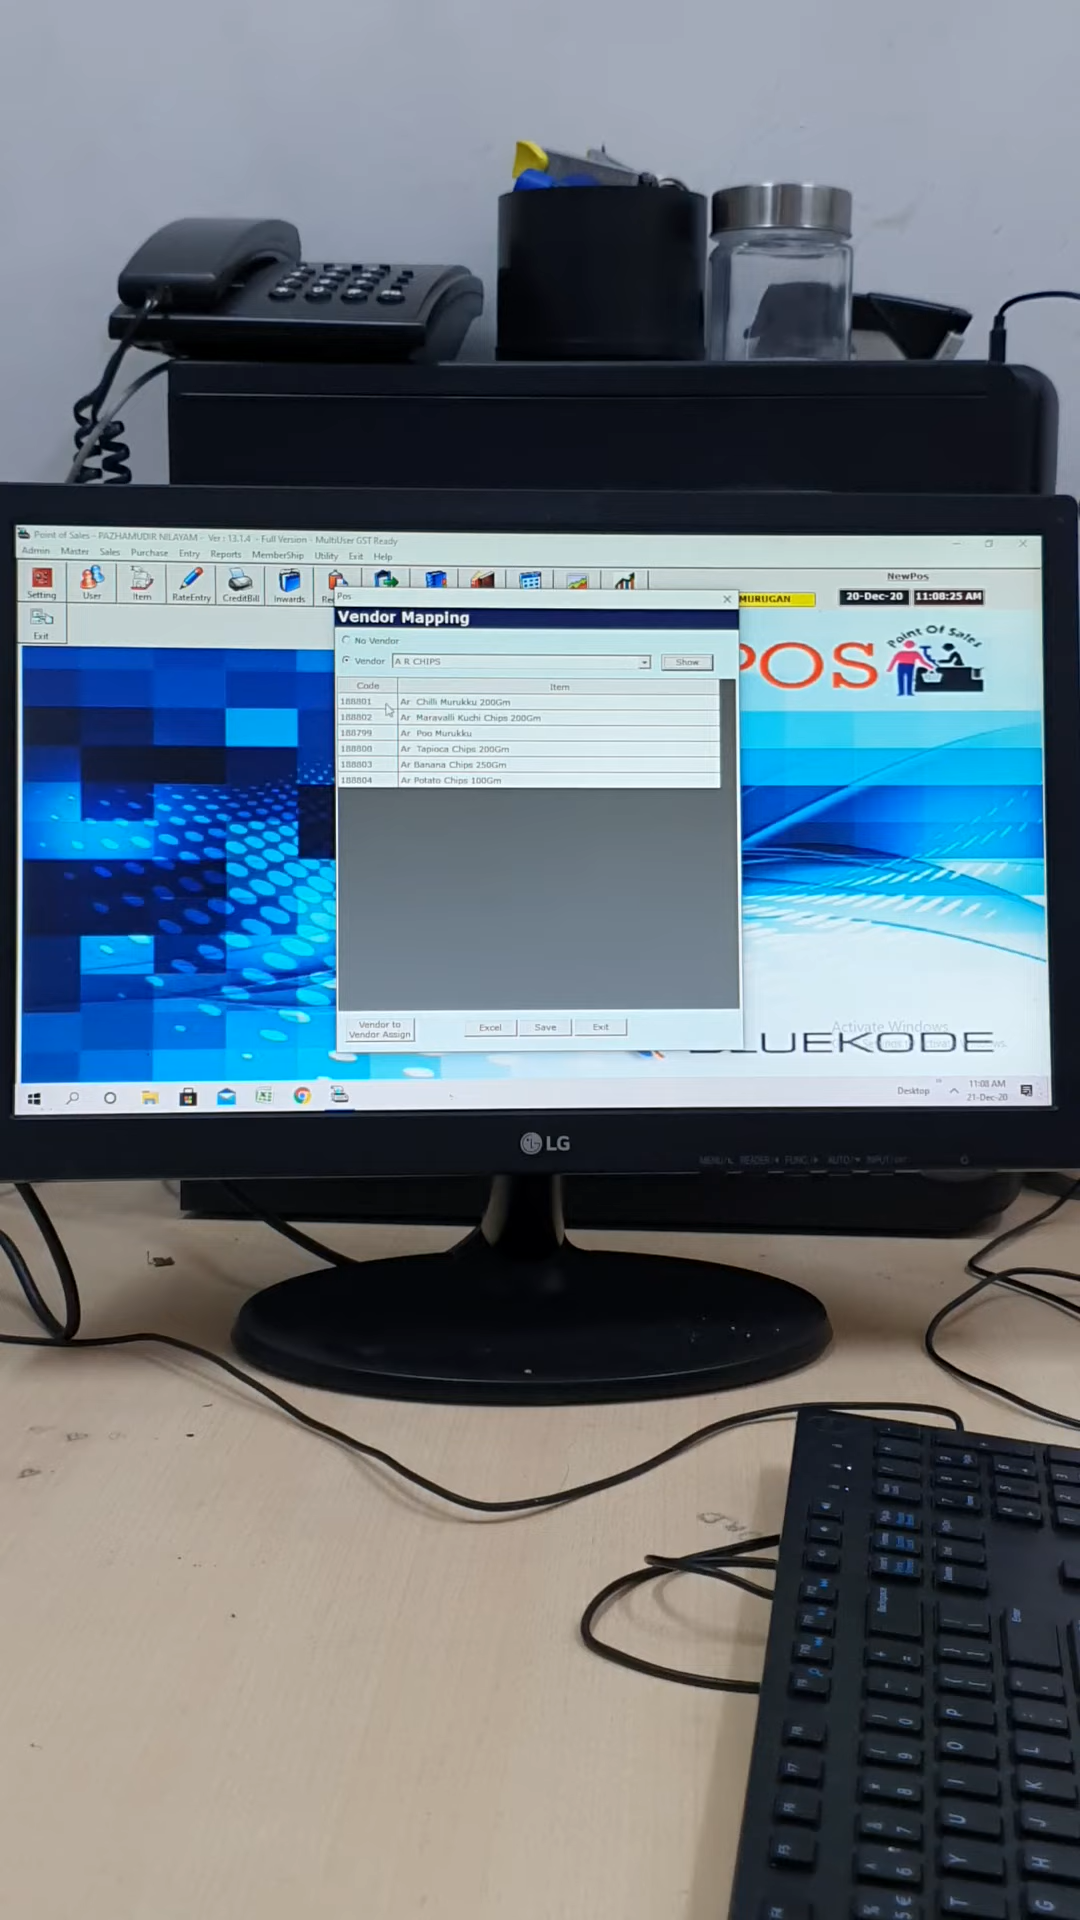 Point of Sales - PAZHAMUDIR NILAYAM - Ver : 13.1.4 - Full Version - MultiUser GST Ready
Admin Master Sales Purchase Entry Reports MemberShip Utility Exit Help
Setting User Item RateEntry CreditBill Inwards
Exit
MURUGAN
NewPos
20-Dec-20 11:08:25 AM
Pos
Vendor Mapping
No Vendor
Vendor A R CHIPS Show
Code Item
188801 Ar Chilli Murukku 200Gm
188802 Ar Maravalli Kuchi Chips 200Gm
188799 Ar Poo Murukku
188800 Ar Tapioca Chips 200Gm
188803 Ar Banana Chips 250Gm
188804 Ar Potato Chips 100Gm
Vendor to
Vendor Assign
Excel Save Exit
POS
Point Of Sales
Activate Windows
BLUEKODE
Desktop
11:08 AM
21-Dec-20
LG